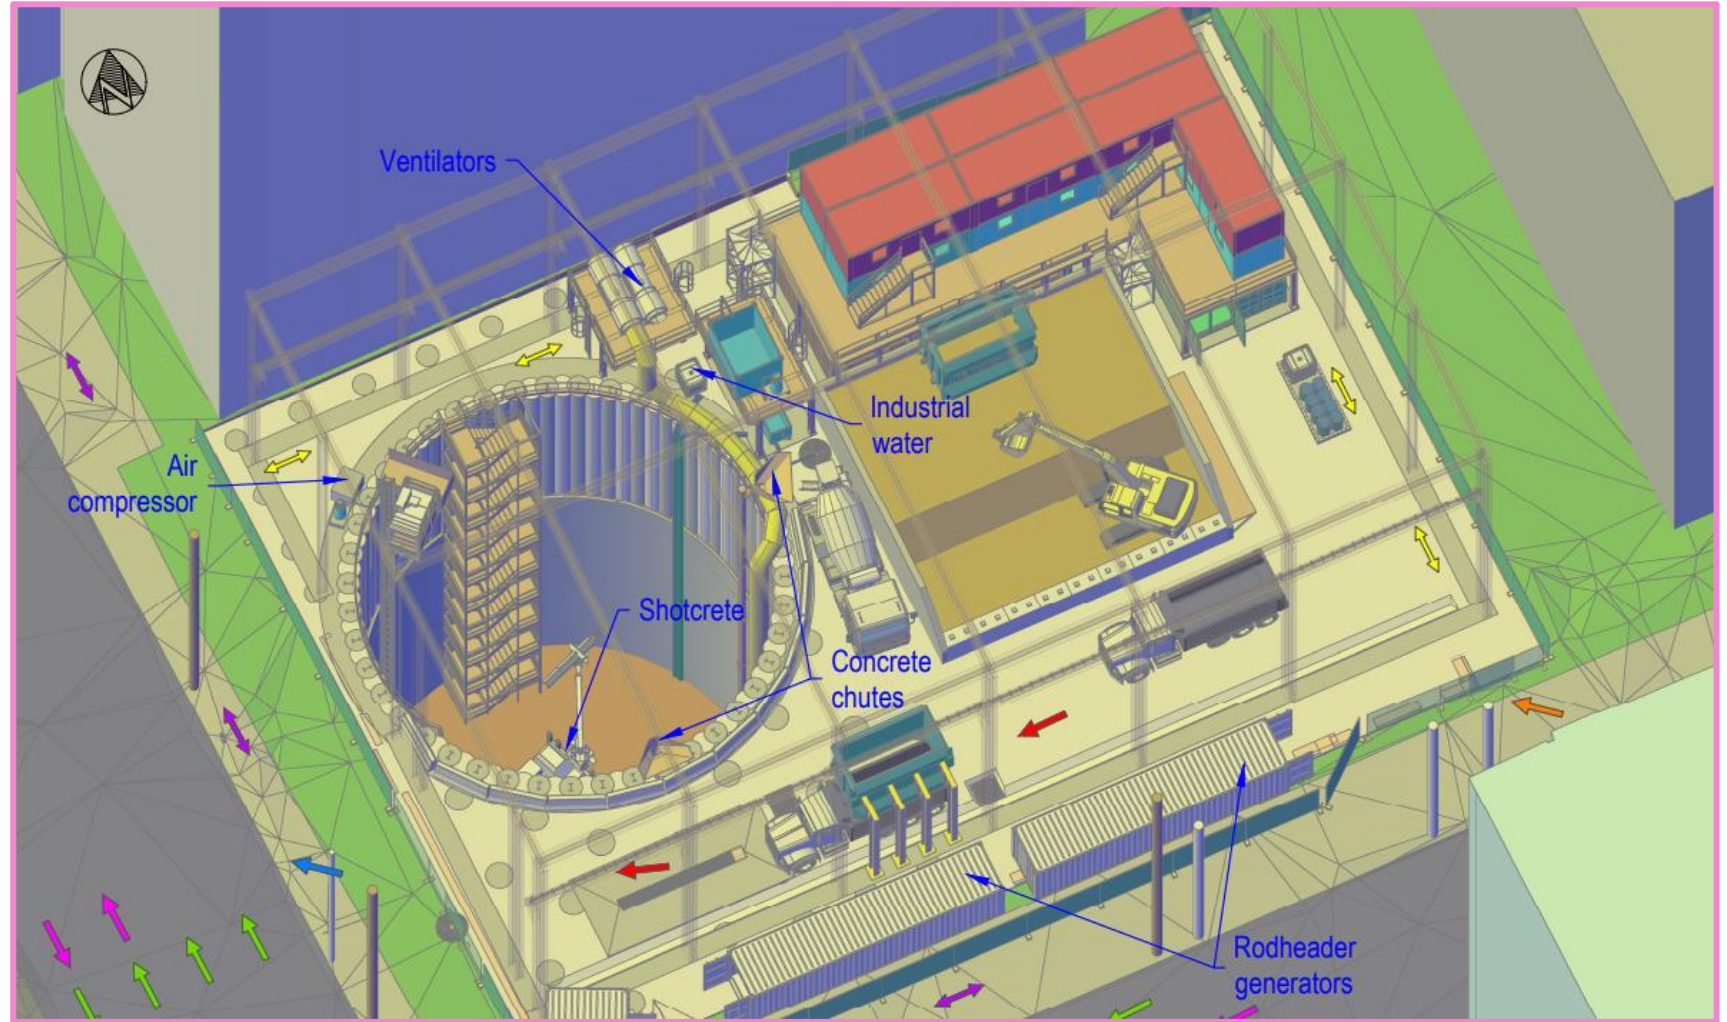 N
Ventilators
Industrial
water
Air
compressor
Shotcrete
Concrete
chutes
Rodheader
generators